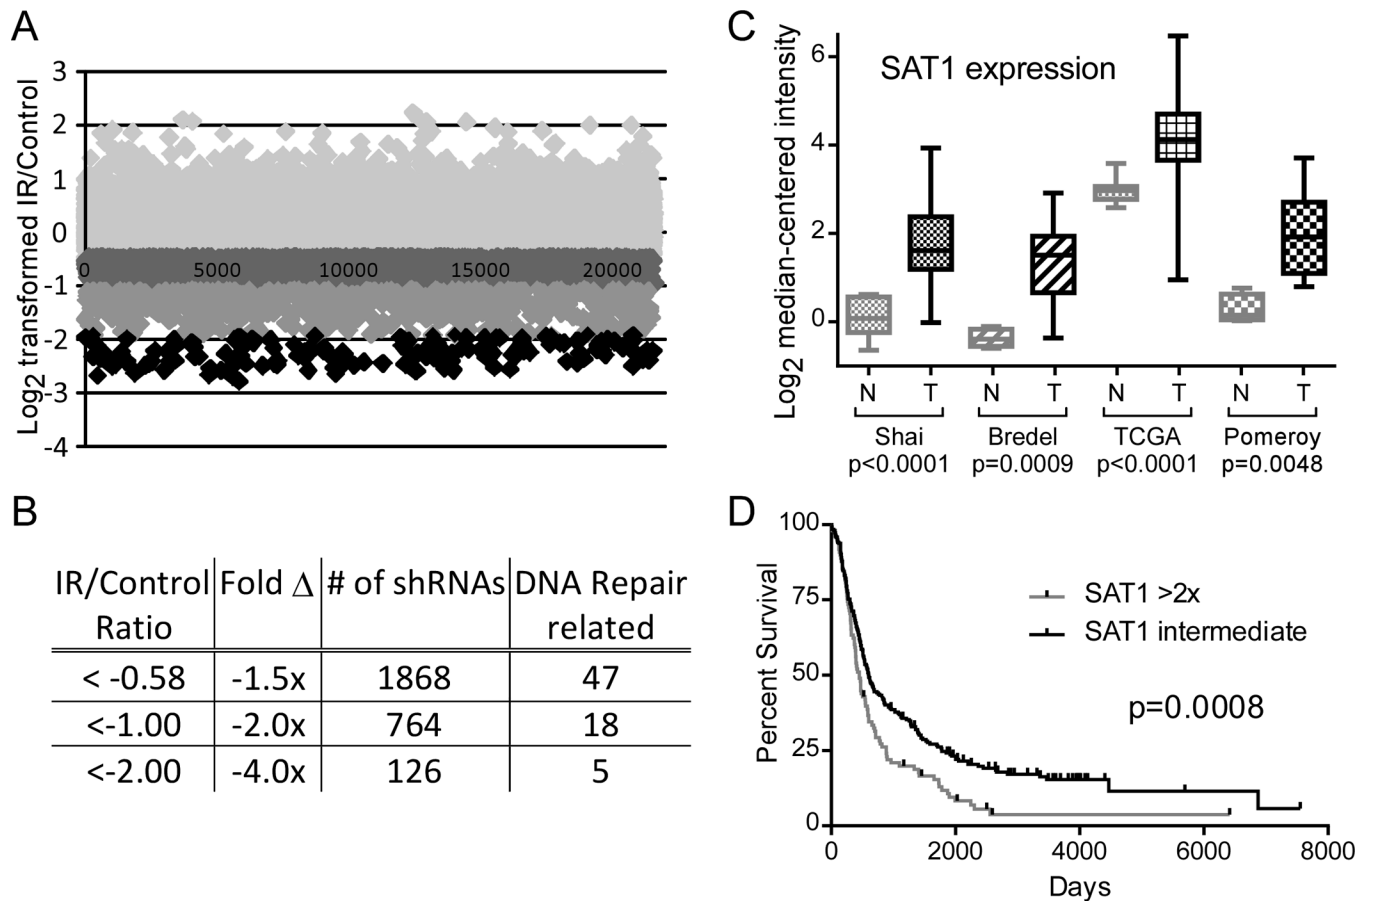 A
Log2 transformed IR/Control
3
2
1
0
-1
-2
-3
-4
0 5000 10000 15000 20000
B
IR/Control Ratio Fold Δ # of shRNAs DNA Repair related
< -0.58 -1.5x 1868 47
<-1.00 -2.0x 764 18
<-2.00 -4.0x 126 5
C
Log2 median-centered intensity
SAT1 expression
6
4
2
0
N T N T N T N T
Shai Bredel TCGA Pomeroy
p<0.0001 p=0.0009 p<0.0001 p=0.0048
D
Percent Survival
100
75
50
25
0
SAT1 >2x
SAT1 intermediate
p=0.0008
0 2000 4000 6000 8000
Days